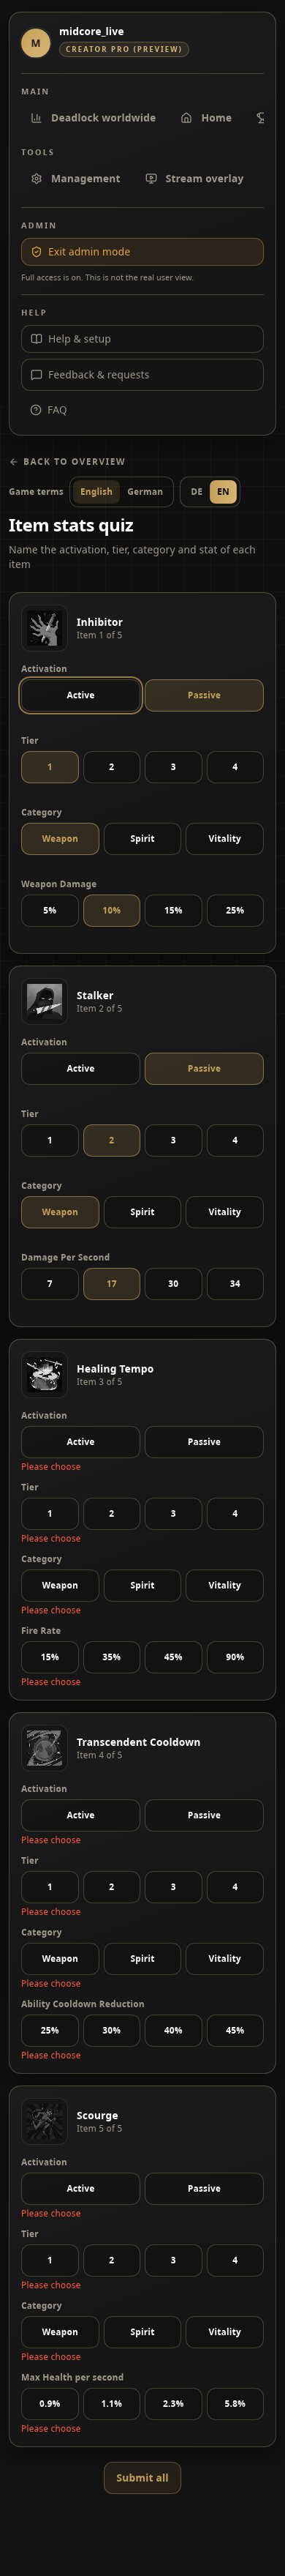 M
midcore_live
CREATOR PRO (PREVIEW)
MAIN
Deadlock worldwide Home
TOOLS
Management Stream overlay
ADMIN
Exit admin mode
Full access is on. This is not the real user view.
HELP
Help & setup
Feedback & requests
FAQ
← BACK TO OVERVIEW
Game terms English German DE EN
Item stats quiz
Name the activation, tier, category and stat of each
item
Inhibitor
Item 1 of 5
Activation
Active Passive
Tier
1 2 3 4
Category
Weapon Spirit Vitality
Weapon Damage
5% 10% 15% 25%
Stalker
Item 2 of 5
Activation
Active Passive
Tier
1 2 3 4
Category
Weapon Spirit Vitality
Damage Per Second
7 17 30 34
Healing Tempo
Item 3 of 5
Activation
Active Passive
Please choose
Tier
1 2 3 4
Please choose
Category
Weapon Spirit Vitality
Please choose
Fire Rate
15% 35% 45% 90%
Please choose
Transcendent Cooldown
Item 4 of 5
Activation
Active Passive
Please choose
Tier
1 2 3 4
Please choose
Category
Weapon Spirit Vitality
Please choose
Ability Cooldown Reduction
25% 30% 40% 45%
Please choose
Scourge
Item 5 of 5
Activation
Active Passive
Please choose
Tier
1 2 3 4
Please choose
Category
Weapon Spirit Vitality
Please choose
Max Health per second
0.9% 1.1% 2.3% 5.8%
Please choose
Submit all